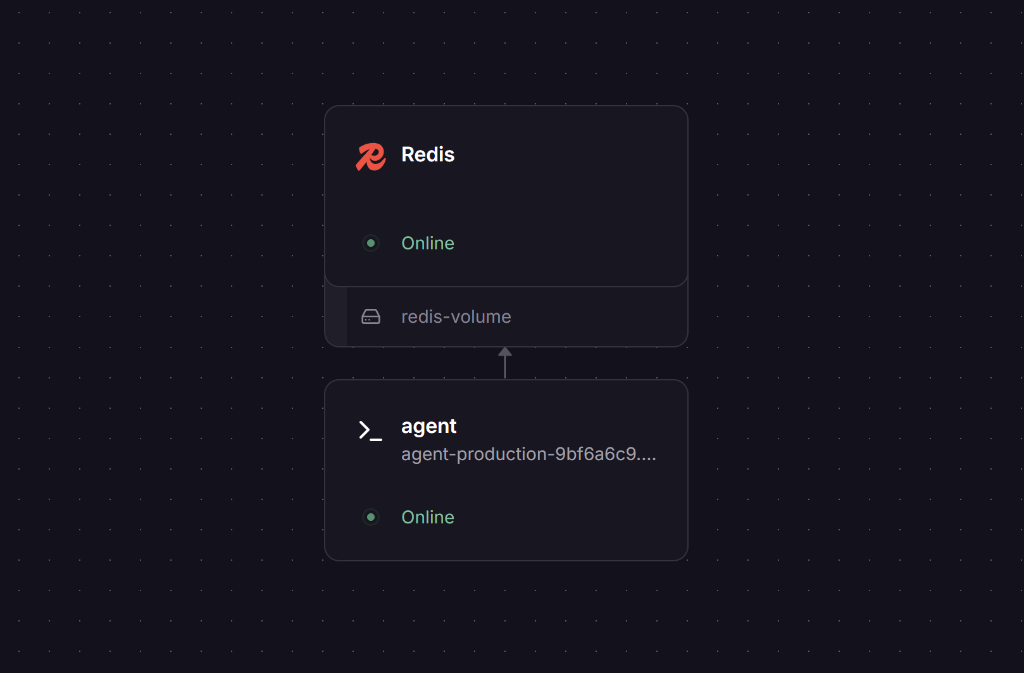 Redis
Online
redis-volume
agent
agent-production-9bf6a6c9....
Online